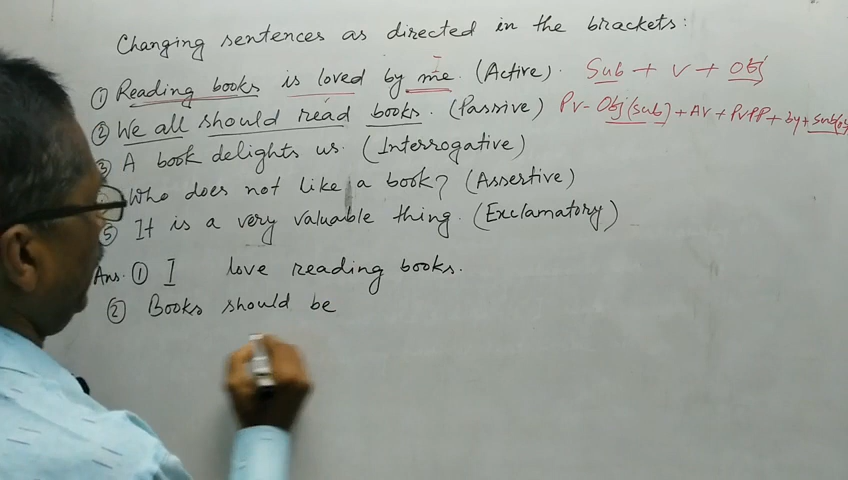 Changing sentences as directed in the brackets:
① Reading books is loved by me. (Active). Sub + V + Obj
② We all should read books. (Passive) PV- Obj(sub) + AV + PVPP + by + Sub(obj
③ A book delights us. (Interrogative)
Who does not like a book? (Assertive)
⑤ It is a very valuable thing. (Exclamatory)
Ans. ① I love reading books.
② Books should be